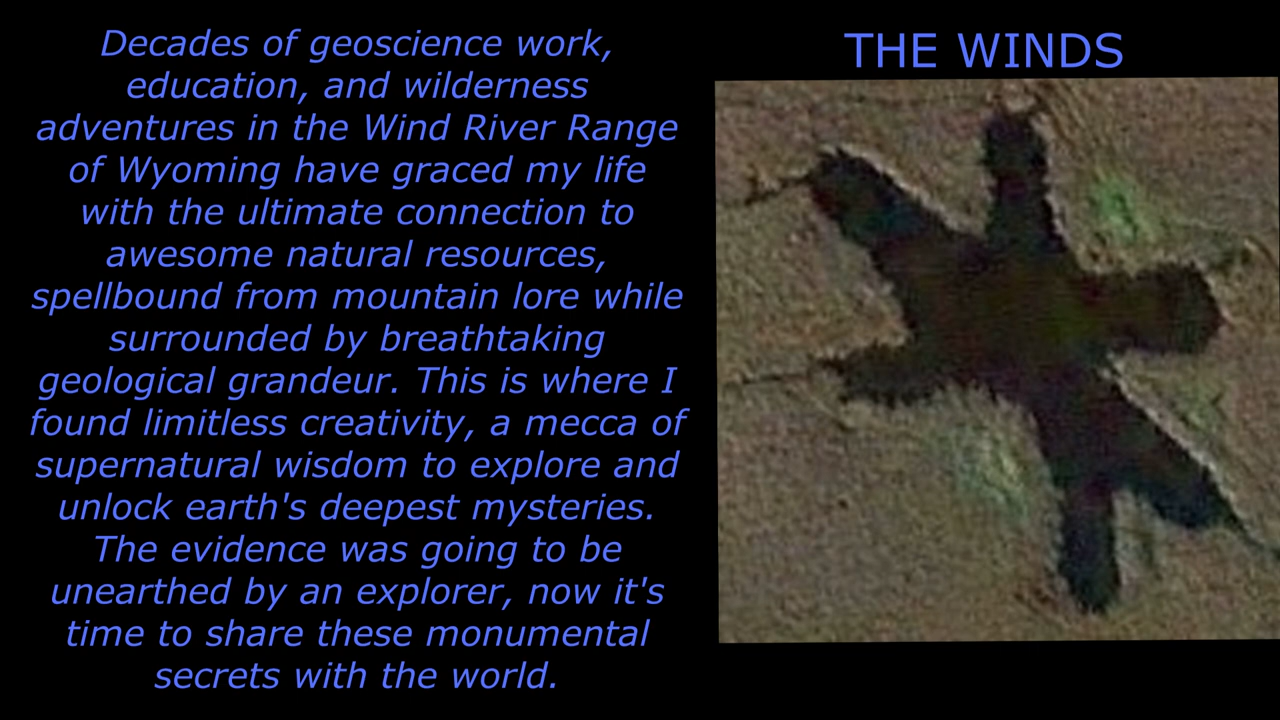 Decades of geoscience work,
education, and wilderness
adventures in the Wind River Range
of Wyoming have graced my life
with the ultimate connection to
awesome natural resources,
spellbound from mountain lore while
surrounded by breathtaking
geological grandeur. This is where I
found limitless creativity, a mecca of
supernatural wisdom to explore and
unlock earth's deepest mysteries.
The evidence was going to be
unearthed by an explorer, now it's
time to share these monumental
secrets with the world.
THE WINDS